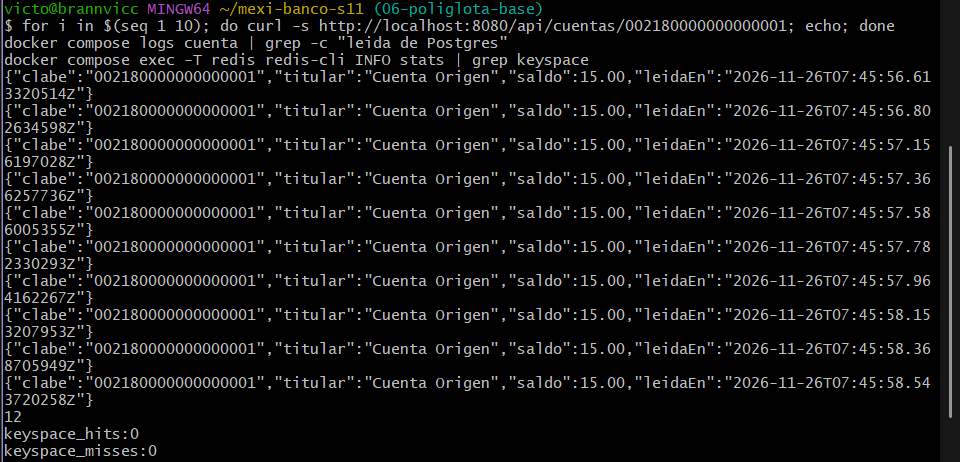 victo@brannvicc MINGW64 ~/mexi-banco-s11 (06-poliglota-base)
$ for i in $(seq 1 10); do curl -s http://localhost:8080/api/cuentas/002180000000000001; echo; done
docker compose logs cuenta | grep -c "leida de Postgres"
docker compose exec -T redis redis-cli INFO stats | grep keyspace
{"clabe":"002180000000000001","titular":"Cuenta Origen","saldo":15.00,"leidaEn":"2026-11-26T07:45:56.61
3320514Z"}
{"clabe":"002180000000000001","titular":"Cuenta Origen","saldo":15.00,"leidaEn":"2026-11-26T07:45:56.80
2634598Z"}
{"clabe":"002180000000000001","titular":"Cuenta Origen","saldo":15.00,"leidaEn":"2026-11-26T07:45:57.15
6197028Z"}
{"clabe":"002180000000000001","titular":"Cuenta Origen","saldo":15.00,"leidaEn":"2026-11-26T07:45:57.36
6257736Z"}
{"clabe":"002180000000000001","titular":"Cuenta Origen","saldo":15.00,"leidaEn":"2026-11-26T07:45:57.58
6005355Z"}
{"clabe":"002180000000000001","titular":"Cuenta Origen","saldo":15.00,"leidaEn":"2026-11-26T07:45:57.78
2330293Z"}
{"clabe":"002180000000000001","titular":"Cuenta Origen","saldo":15.00,"leidaEn":"2026-11-26T07:45:57.96
4162267Z"}
{"clabe":"002180000000000001","titular":"Cuenta Origen","saldo":15.00,"leidaEn":"2026-11-26T07:45:58.15
3207953Z"}
{"clabe":"002180000000000001","titular":"Cuenta Origen","saldo":15.00,"leidaEn":"2026-11-26T07:45:58.36
8705949Z"}
{"clabe":"002180000000000001","titular":"Cuenta Origen","saldo":15.00,"leidaEn":"2026-11-26T07:45:58.54
3720258Z"}
12
keyspace_hits:0
keyspace_misses:0